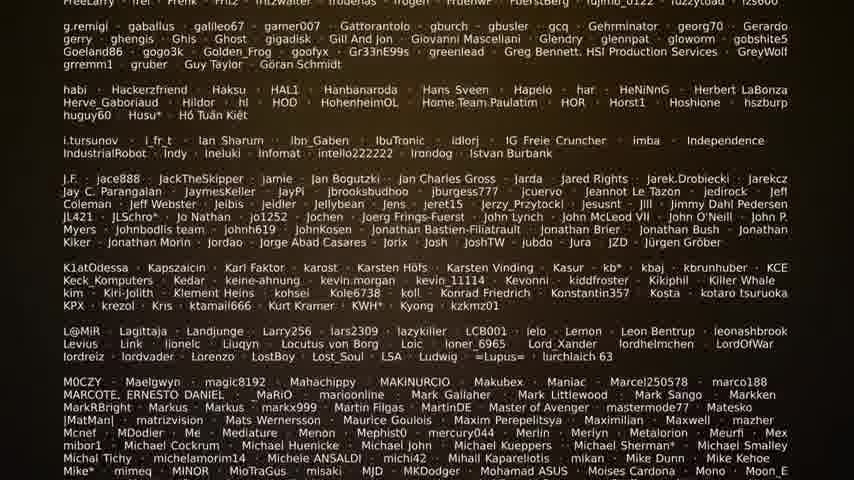 g.remigi · gaballus · galileo67 · gamer007 · Gattorantolo · gburch · gbusler · gcq · Gehrminator · georg70 · Gerardo
gerry · ghengis · Ghis · Ghost · gigadisk · Gill And Jon · Giovanni Mascellani · Glendry · glennpat · gloworm · gobshite5
Goeland86 · gogo3k · Golden_Frog · goofyx · Gr33nE99s · greenlead · Greg Bennett. HSI Production Services · GreyWolf
grremm1 · gruber · Guy Taylor · Göran Schmidt
habi · Hackerzfriend · Haksu · HAL1 · Hanbanaroda · Hans Sveen · Hapelo · har · HeNiNnG · Herbert LaBonza
Herve_Gaboriaud · Hildor · hl · HOD · HohenheimOL · Home.Team.Paulatim · HOR · Horst1 · Hoshione · hszburp
huguy60 · Husu* · Hồ Tuấn Kiệt
i.tursunov · i_fr_t · Ian Sharum · ibn_Gaben · IbuTronic · idlorj · IG Freie Cruncher · imba · Independence
IndustrialRobot · Indy · Ineluki · Infomat · intello222222 · Irondog · Istvan Burbank
J.F. · jace888 · JackTheSkipper · jamie · Jan Bogutzki · Jan Charles Gross · Jarda · Jared Rights · Jarek.Drobiecki · Jarekcz
Jay C. Parangalan · JaymesKeller · JayPi · jbrooksbudhoo · jburgess777 · jcuervo · Jeannot Le Tazon · jedirock · Jeff
Coleman · Jeff Webster · Jeibis · jeidler · Jellybean · Jens · jeret15 · Jerzy_Przytocki · jesusnt · Jlll · Jimmy Dahl Pedersen
JL421 · JLSchro* · Jo Nathan · jo1252 · Jochen · Joerg Frings-Fuerst · John Lynch · John McLeod VII · John O'Neill · John P.
Myers · Johnbodlis team · johnh619 · JohnKosen · Jonathan Bastien-Filiatrault · Jonathan Brier · Jonathan Bush · Jonathan
Kiker · Jonathan Morin · Jordao · Jorge Abad Casares · Jorix · Josh · JoshTW · jubdo · Jura · JZD · Jürgen Gröber
K1atOdessa · Kapszaicin · Karl Faktor · karost · Karsten Höfs · Karsten Vinding · Kasur · kb* · kbaj · kbrunhuber · KCE
Keck_Komputers · Kedar · keine-ahnung · kevin.morgan · kevin_11114 · Kevonni · kiddfroster · Kikiphil · Killer Whale
kim · Kiri-Jolith · Klement Heins · kohsei · Kole6738 · koll · Konrad Friedrich · Konstantin357 · Kosta · kotaro tsuruoka
KPX · krezol · Kris · ktamail666 · Kurt Kramer · KWH* · Kyong · kzkmz01
L@MiR · Lagittaja · Landjunge · Larry256 · lars2309 · lazykiller · LCB001 · lelo · Lemon · Leon Bentrup · leonashbrook
Levius · Link · lionelc · Liuqyn · Locutus von Borg · Loic · loner_6965 · Lord_Xander · lordhelmchen · LordOfWar
lordreiz · lordvader · Lorenzo · LostBoy · Lost_Soul · LSA · Ludwig · =Lupus= · lurchlaich 63
M0CZY · Maelgwyn · magic8192 · Mahachippy · MAKINURCIO · Makubex · Maniac · Marcel250578 · marco188
MARCOTE, ERNESTO DANIEL · _MaRiO · marioonline · Mark Gallaher · Mark Littlewood · Mark Sango · Markken
MarkRBright · Markus · Markus · markx999 · Martin Filgas · MartinDE · Master of Avenger · mastermode77 · Matesko
|MatMan| · matrizvision · Mats Wernersson · Maurice Goulois · Maxim Perepelitsya · Maximilian · Maxwell · mazher
Mcnef · MDodier · Me · Mediature · Menon · Mephist0 · mercury044 · Merlin · Merlyn · Metalorion · Meurfi · Mex
mibor1 · Michael Cockrum · Michael Huenicke · Michael John · Michael Kueppers · Michael Sherman* · Michael Smalley
Michal Tichy · michelamorim14 · Michele ANSALDI · michi42 · Mihail Kapareliotis · mikan · Mike Dunn · Mike Kehoe
Mike* · mimeq · MINOR · MioTraGus · misaki · MJD · MKDodger · Mohamad ASUS · Moises Cardona · Mono · Moon_E